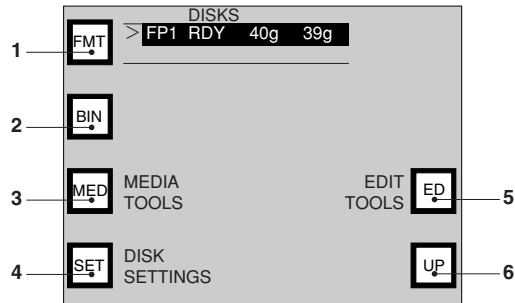 DISKS
1 FMT > FP1 RDY 40g 39g
2 BIN
3 MED MEDIA TOOLS
EDIT TOOLS ED 5
4 SET DISK SETTINGS
UP 6